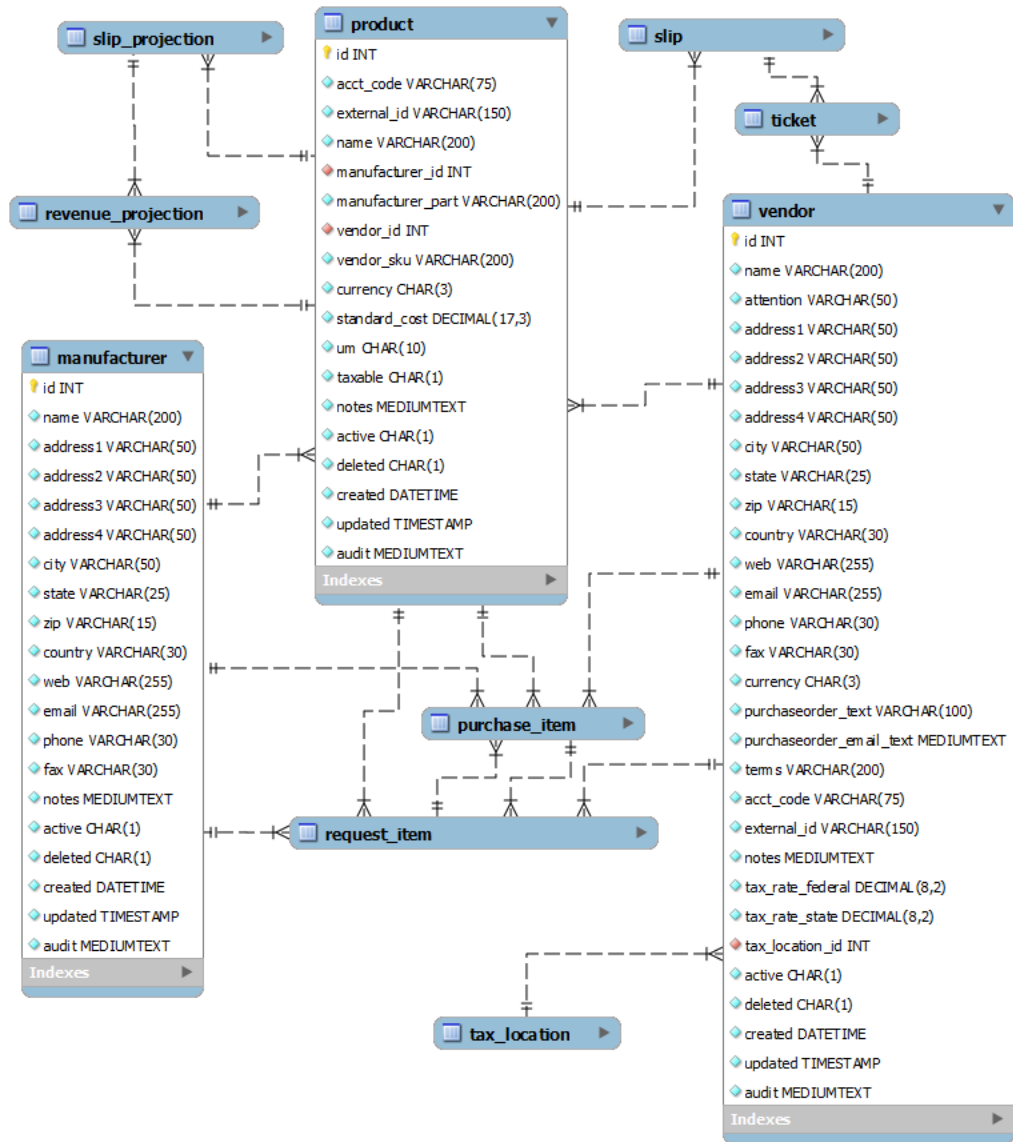 slip_projection
product
id INT
acct_code VARCHAR(75)
external_id VARCHAR(150)
name VARCHAR(200)
manufacturer_id INT
manufacturer_part VARCHAR(200)
vendor_id INT
vendor_sku VARCHAR(200)
currency CHAR(3)
standard_cost DECIMAL(17,3)
um CHAR(10)
taxable CHAR(1)
notes MEDIUMTEXT
active CHAR(1)
deleted CHAR(1)
created DATETIME
updated TIMESTAMP
audit MEDIUMTEXT
Indexes
slip
ticket
revenue_projection
manufacturer
id INT
name VARCHAR(200)
address1 VARCHAR(50)
address2 VARCHAR(50)
address3 VARCHAR(50)
address4 VARCHAR(50)
city VARCHAR(50)
state VARCHAR(25)
zip VARCHAR(15)
country VARCHAR(30)
web VARCHAR(255)
email VARCHAR(255)
phone VARCHAR(30)
fax VARCHAR(30)
notes MEDIUMTEXT
active CHAR(1)
deleted CHAR(1)
created DATETIME
updated TIMESTAMP
audit MEDIUMTEXT
Indexes
vendor
id INT
name VARCHAR(200)
attention VARCHAR(50)
address1 VARCHAR(50)
address2 VARCHAR(50)
address3 VARCHAR(50)
address4 VARCHAR(50)
city VARCHAR(50)
state VARCHAR(25)
zip VARCHAR(15)
country VARCHAR(30)
web VARCHAR(255)
email VARCHAR(255)
phone VARCHAR(30)
fax VARCHAR(30)
currency CHAR(3)
purchaseorder_text VARCHAR(100)
purchaseorder_email_text MEDIUMTEXT
terms VARCHAR(200)
acct_code VARCHAR(75)
external_id VARCHAR(150)
notes MEDIUMTEXT
tax_rate_federal DECIMAL(8,2)
tax_rate_state DECIMAL(8,2)
tax_location_id INT
active CHAR(1)
deleted CHAR(1)
created DATETIME
updated TIMESTAMP
audit MEDIUMTEXT
Indexes
purchase_item
request_item
tax_location